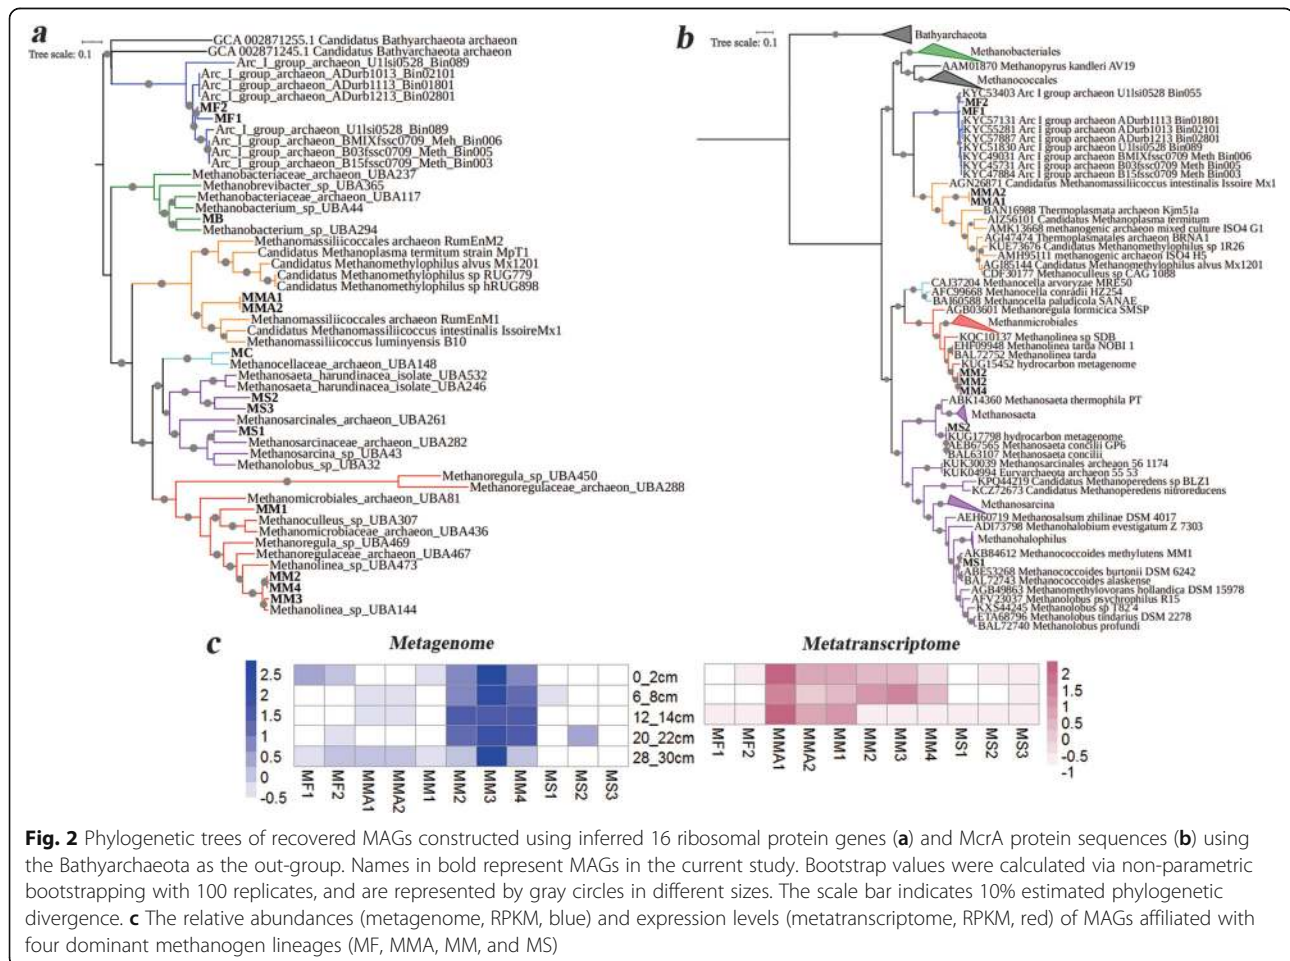 a
Tree scale: 0.1
GCA 002871255.1 Candidatus Bathyarchaeota archaeon
GCA 002871245.1 Candidatus Bathyarchaeota archaeon
Arc_I_group_archaeon_U1lsi0528_Bin089
Arc_I_group_archaeon_ADurb1013_Bin02101
Arc_I_group_archaeon_ADurb1113_Bin01801
Arc_I_group_archaeon_ADurb1213_Bin02801
MF2
MF1
Arc_I_group_archaeon_U1lsi0528_Bin089
Arc_I_group_archaeon_BMIXfssc0709_Meh_Bin006
Arc_I_group_archaeon_B03fssc0709_Meth_Bin005
Arc_I_group_archaeon_B15fssc0709_Meth_Bin003
Methanobacteriaceae_archaeon_UBA237
Methanobrevibacter_sp_UBA365
Methanobacteriaceae_archaeon_UBA117
Methanobacterium_sp_UBA44
MB
Methanobacterium_sp_UBA294
Methanomassiliicoccales archaeon RumEnM2
Candidatus Methanoplasma termitum strain MpT1
Candidatus Methanomethylophilus alvus Mx1201
Candidatus Methanomethylophilus sp RUG779
Candidatus Methanomethylophilus sp hRUG898
MMA1
MMA2
Methanomassiliicoccales archaeon RumEnM1
Candidatus Methanomassiliicoccus intestinalis IssoireMx1
Methanomassiliicoccus luminyensis B10
MC
Methanocellaceae_archaeon_UBA148
Methanosaeta_harundinacea_isolate_UBA532
Methanosaeta_harundinacea_isolate_UBA246
MS2
MS3
Methanosarcinales_archaeon_UBA261
MS1
Methanosarcinaceae_archaeon_UBA282
Methanosarcina_sp_UBA43
Methanolobus_sp_UBA32
Methanoregula_sp_UBA450
Methanoregulaceae_archaeon_UBA288
Methanomicrobiales_archaeon_UBA81
MM1
Methanoculleus_sp_UBA307
Methanomicrobiaceae_archaeon_UBA436
Methanoregula_sp_UBA469
Methanoregulaceae_archaeon_UBA467
Methanolinea_sp_UBA473
MM2
MM4
MM3
Methanolinea_sp_UBA144
b
Tree scale: 0.1
Bathyarchaeota
Methanobacteriales
AAM01870 Methanopyrus kandleri AV19
Methanococcales
KYC53403 Arc I group archaeon U1lsi0528 Bin055
MF2
MF1
KYC57131 Arc I group archaeon ADurb1113 Bin01801
KYC55281 Arc I group archaeon ADurb1013 Bin02101
KYC57887 Arc I group archaeon ADurb1213 Bin02801
KYC51830 Arc I group archaeon U1lsi0528 Bin089
KYC49031 Arc I group archaeon BMIXfssc0709 Meth Bin006
KYC45731 Arc I group archaeon B03fssc0709 Meth Bin005
KYC47884 Arc I group archaeon B15fssc0709 Meth Bin003
AGN26871 Candidatus Methanomassiliicoccus intestinalis Issoire Mx1
MMA2
MMA1
BAN16988 Thermoplasmata archaeon Kjm51a
AIZ56101 Candidatus Methanoplasma termitum
AMK13668 methanogenic archaeon mixed culture ISO4 G1
AGI47474 Thermoplasmatales archaeon BRNA1
KUE73676 Candidatus Methanomethylophilus sp 1R26
AMH95111 methanogenic archaeon ISO4 H5
AGI85144 Candidatus Methanomethylophilus alvus Mx1201
CDF30177 Methanoculleus sp CAG 1088
CAJ37204 Methanocella arvoryzae MRE50
AFC99668 Methanocella conradii HZ254
BAI60588 Methanocella paludicola SANAE
AGB03601 Methanoregula formicica SMSP
Methanmicrobiales
KQC10137 Methanolinea sp SDB
EHF09948 Methanolinea tarda NOBI 1
BAL72752 Methanolinea tarda
KUG15452 hydrocarbon metagenome
MM2
MM2
MM4
ABK14360 Methanosaeta thermophila PT
Methanosaeta
MS2
KUG17798 hydrocarbon metagenome
AEB67565 Methanosaeta concilii GP6
BAL63107 Methanosaeta concilii
KUK30039 Methanosarcinales archeaon 56 1174
KUK04994 Euryarchaeota archaeon 55 53
KPQ44219 Candidatus Methanoperedens sp BLZ1
KCZ72673 Candidatus Methanoperedens nitroreducens
Methanosarcina
AEH60719 Methanosalsum zhilinae DSM 4017
ADI73798 Methanohalobium evestigatum Z 7303
Methanohalophilus
AKB84612 Methanococcoides methylutens MM1
MS1
ABE53268 Methanococcoides burtonii DSM 6242
BAL72743 Methanococcoides alaskense
AGB49863 Methanomethylovorans hollandica DSM 15978
AFV23037 Methanolobus psychrophilus R15
KXS44245 Methanolobus sp T82 4
ETA68796 Methanolobus tindarius DSM 2278
BAL72740 Methanolobus profundi
c
Metagenome
2.5
2
1.5
1
0.5
0
-0.5
0_2cm
6_8cm
12_14cm
20_22cm
28_30cm
MF1 MF2 MMA1 MMA2 MM1 MM2 MM3 MM4 MS1 MS2 MS3
Metatranscriptome
2
1.5
1
0.5
0
-0.5
-1
MF1 MF2 MMA1 MMA2 MM1 MM2 MM3 MM4 MS1 MS2 MS3
Fig. 2 Phylogenetic trees of recovered MAGs constructed using inferred 16 ribosomal protein genes (a) and McrA protein sequences (b) using
the Bathyarchaeota as the out-group. Names in bold represent MAGs in the current study. Bootstrap values were calculated via non-parametric
bootstrapping with 100 replicates, and are represented by gray circles in different sizes. The scale bar indicates 10% estimated phylogenetic
divergence. c The relative abundances (metagenome, RPKM, blue) and expression levels (metatranscriptome, RPKM, red) of MAGs affiliated with
four dominant methanogen lineages (MF, MMA, MM, and MS)